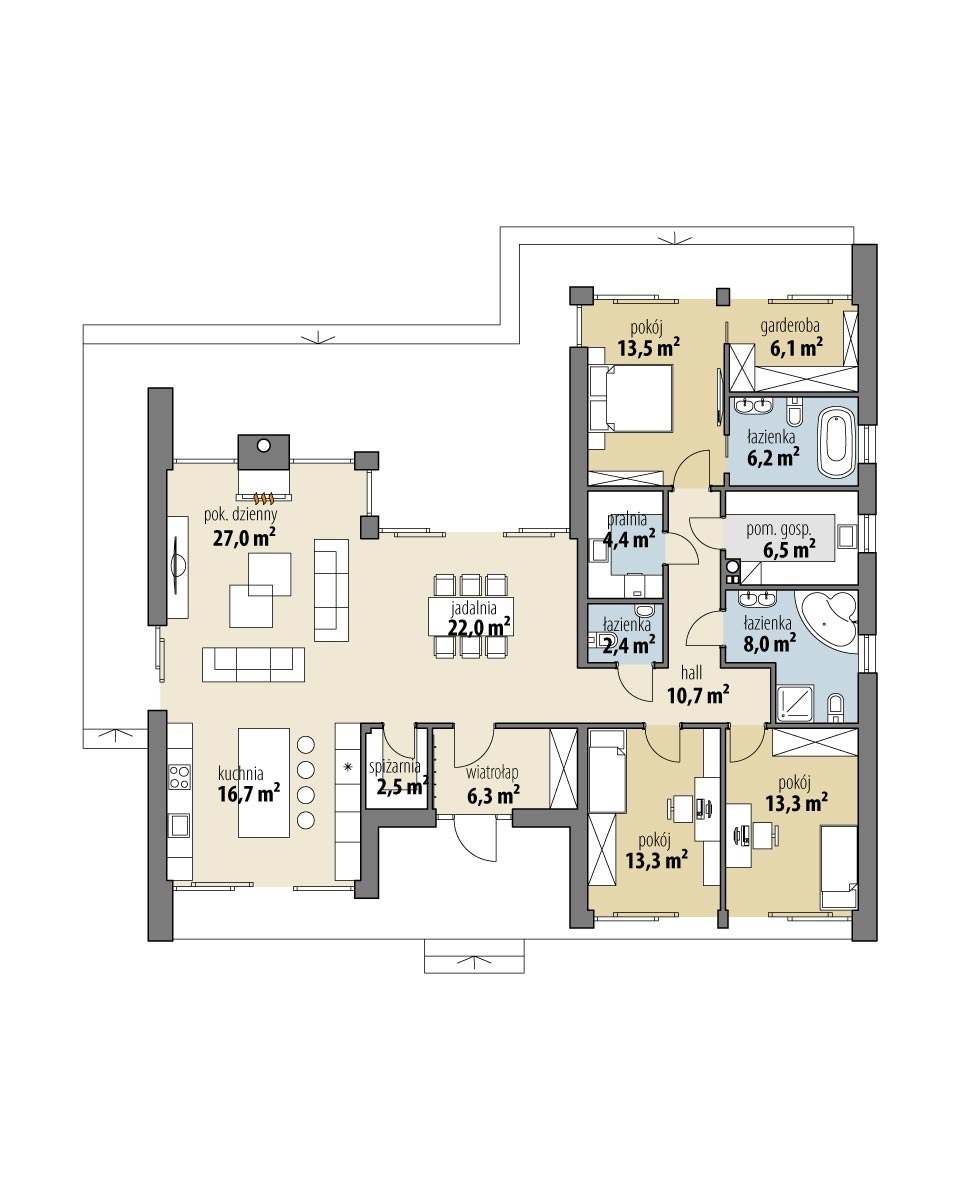 pokój
13,5 m²
garderoba
6,1 m²
łazienka
6,2 m²
pok. dzienny
27,0 m²
pralnia
4,4 m²
pom. gosp.
6,5 m²
jadalnia
22,0 m²
łazienka
2,4 m²
łazienka
8,0 m²
hall
10,7 m²
kuchnia
16,7 m²
spiżarnia
2,5 m²
wiatrołap
6,3 m²
pokój
13,3 m²
pokój
13,3 m²